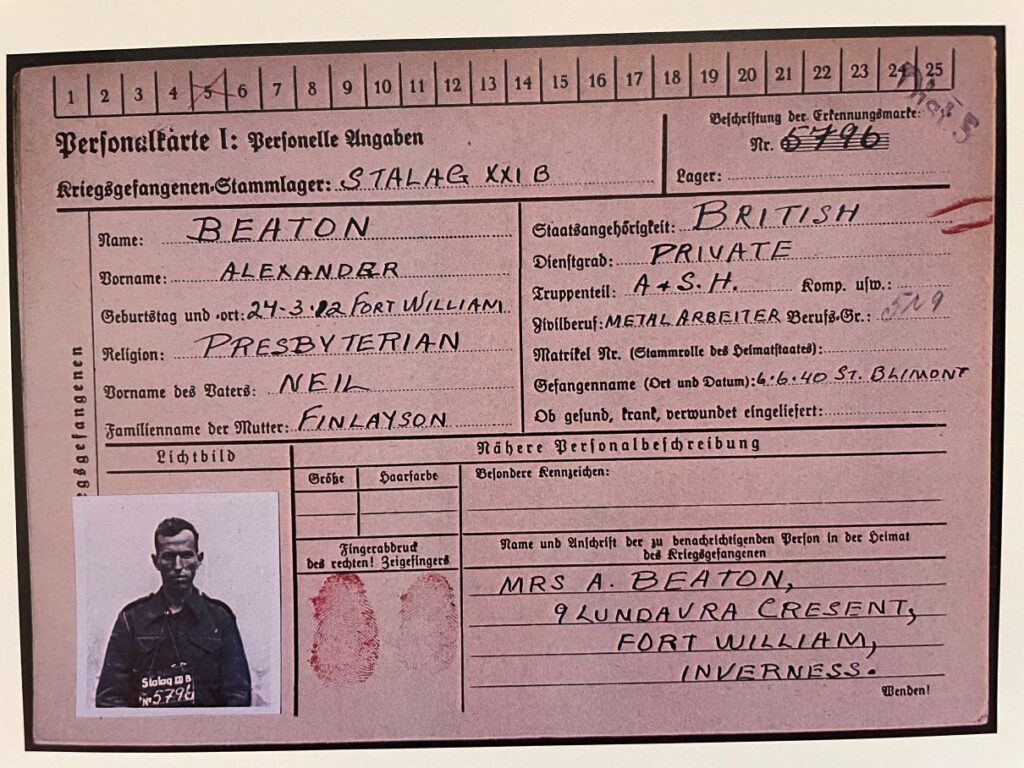 1 2 3 4 5 6 7 8 9 10 11 12 13 14 15 16 17 18 19 20 21 22 23 24 25
Personalkarte I: Personelle Angaben
Kriegsgefangenen-Stammlager: STALAG XXI B
Beschriftung der Erkennungsmarke:
Nr. 5796
Lager:
Name: BEATON
Vorname: ALEXANDER
Geburtstag und -ort: 24-3-12 FORT WILLIAM
Religion: PRESBYTERIAN
Vorname des Vaters: NEIL
Familienname der Mutter: FINLAYSON
Staatsangehörigkeit: BRITISH
Dienstgrad: PRIVATE
Truppenteil: A & S. H. Komp. usw.:
Zivilberuf: METAL ARBEITER Berufs-Gr.:
Matrikel Nr. (Stammrolle des Heimatstaates):
Gefangenname (Ort und Datum): 6.6.40 ST. BLIMONT
Ob gesund, krank, verwundet eingeliefert:
Lichtbild
Nähere Personalbeschreibung
Größe Haarfarbe
Besondere Kennzeichen:
Fingerabdruck
des rechten! Zeigefingers
Name und Anschrift der zu benachrichtigenden Person in der Heimat
des Kriegsgefangenen
MRS A. BEATON,
9 LUNDAVRA CRESENT,
FORT WILLIAM,
INVERNESS.
Wenden!
Stalag XXI B
Nº 5796